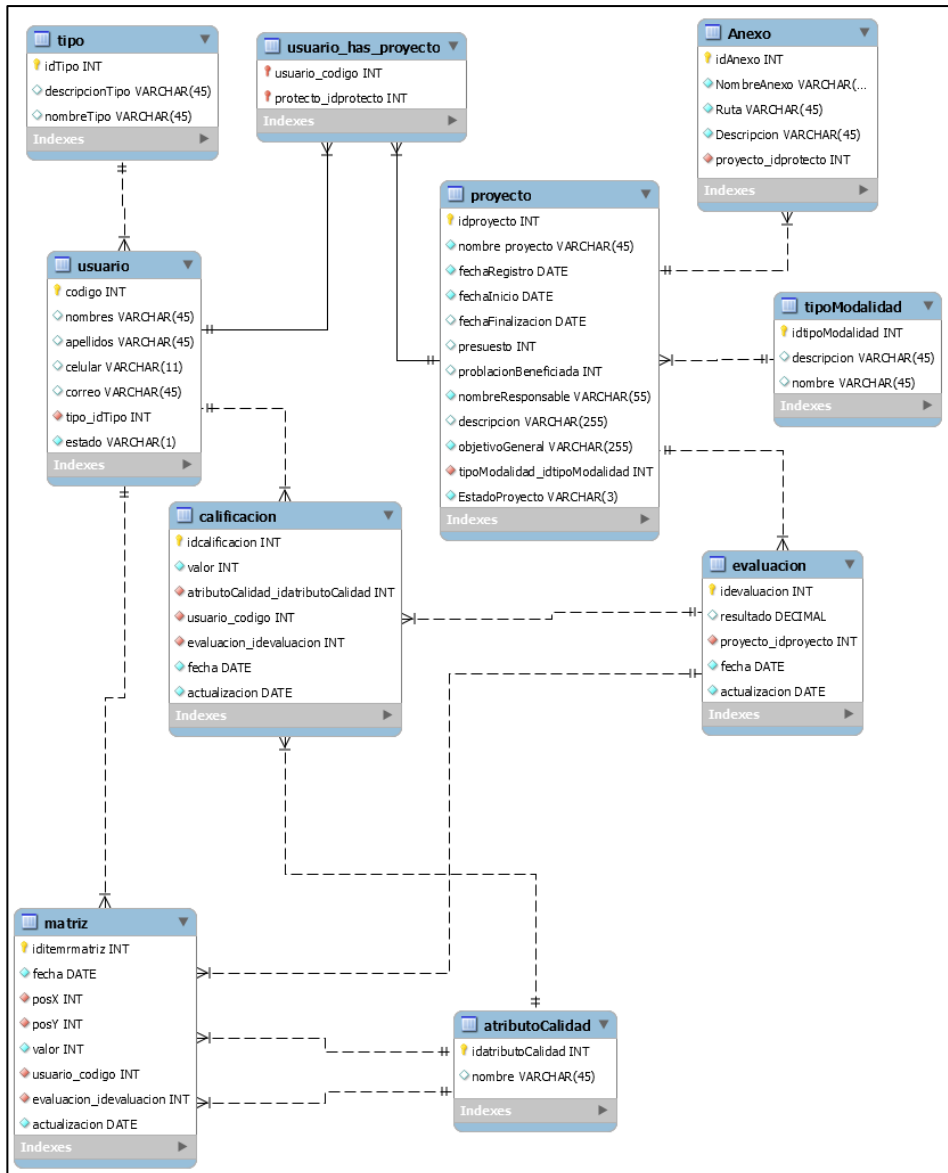 tipo
idTipo INT
descripcionTipo VARCHAR(45)
nombreTipo VARCHAR(45)
Indexes
usuario_has_proyecto
usuario_codigo INT
protecto_idprotecto INT
Indexes
Anexo
idAnexo INT
NombreAnexo VARCHAR(...
Ruta VARCHAR(45)
Descripcion VARCHAR(45)
proyecto_idprotecto INT
Indexes
proyecto
idproyecto INT
nombre proyecto VARCHAR(45)
fechaRegistro DATE
fechaInicio DATE
fechaFinalizacion DATE
presuesto INT
problacionBeneficiada INT
nombreResponsable VARCHAR(55)
descripcion VARCHAR(255)
objetivoGeneral VARCHAR(255)
tipoModalidad_idtipoModalidad INT
EstadoProyecto VARCHAR(3)
Indexes
usuario
codigo INT
nombres VARCHAR(45)
apellidos VARCHAR(45)
celular VARCHAR(11)
correo VARCHAR(45)
tipo_idTipo INT
estado VARCHAR(1)
Indexes
tipoModalidad
idtipoModalidad INT
descripcion VARCHAR(45)
nombre VARCHAR(45)
Indexes
calificacion
idcalificacion INT
valor INT
atributoCalidad_idatributoCalidad INT
usuario_codigo INT
evaluacion_idevaluacion INT
fecha DATE
actualizacion DATE
Indexes
evaluacion
idevaluacion INT
resultado DECIMAL
proyecto_idproyecto INT
fecha DATE
actualizacion DATE
Indexes
matriz
iditemrmatriz INT
fecha DATE
posX INT
posY INT
valor INT
usuario_codigo INT
evaluacion_idevaluacion INT
actualizacion DATE
Indexes
atributoCalidad
idatributoCalidad INT
nombre VARCHAR(45)
Indexes